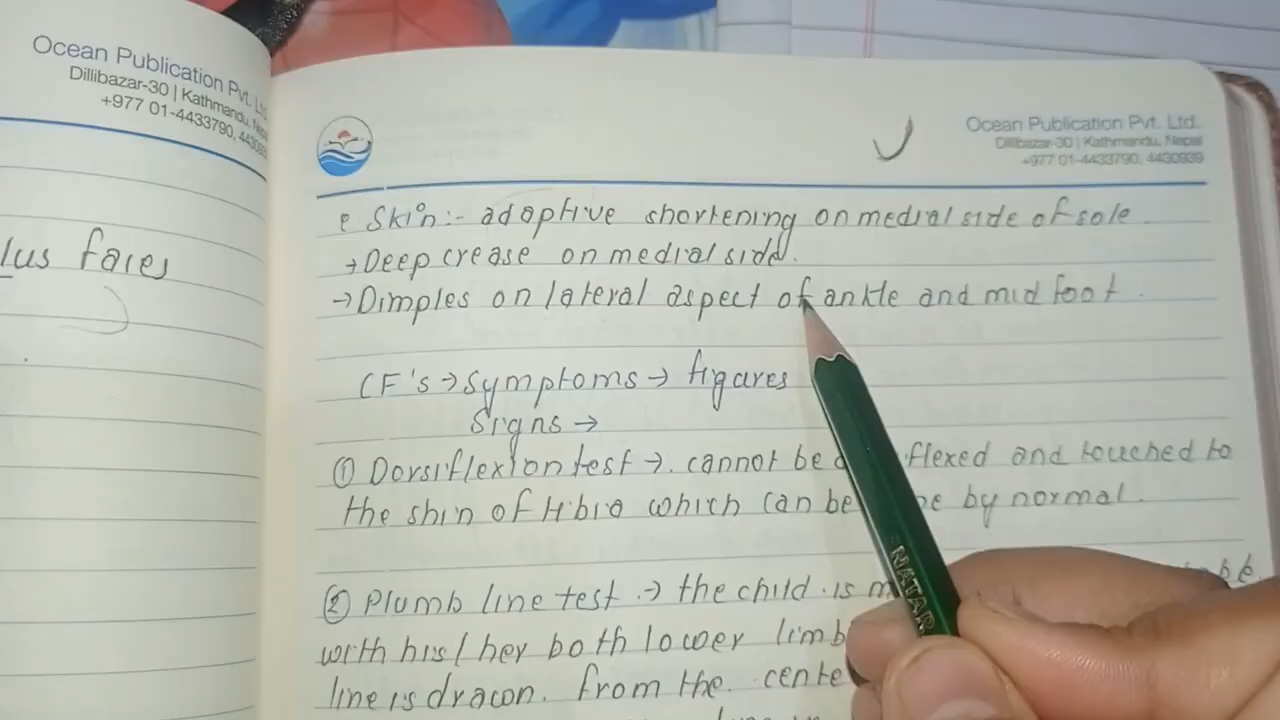 Ocean Publication Pvt. Ltd
Dillibazar-30 | Kathmandu, Nepal
+977 01-4433790, 4430939
lus fares
Ocean Publication Pvt. Ltd.
Dillibazar-30 | Kathmandu, Nepal
+977 01-4433790, 4430939
e Skin:- adaptive shortening on medial side of sole.
→Deep crease on medial side.
→Dimples on lateral aspect of ankle and mid foot.
CF's→symptoms→ figares
Signs→
① Dorsiflexion test →. cannot be flexed and touched to
the shin of tibia which can be by normal.
be
② Plumb line test → the child is
with his/her both lower limb
line is drawn. from the. cente
NATAR